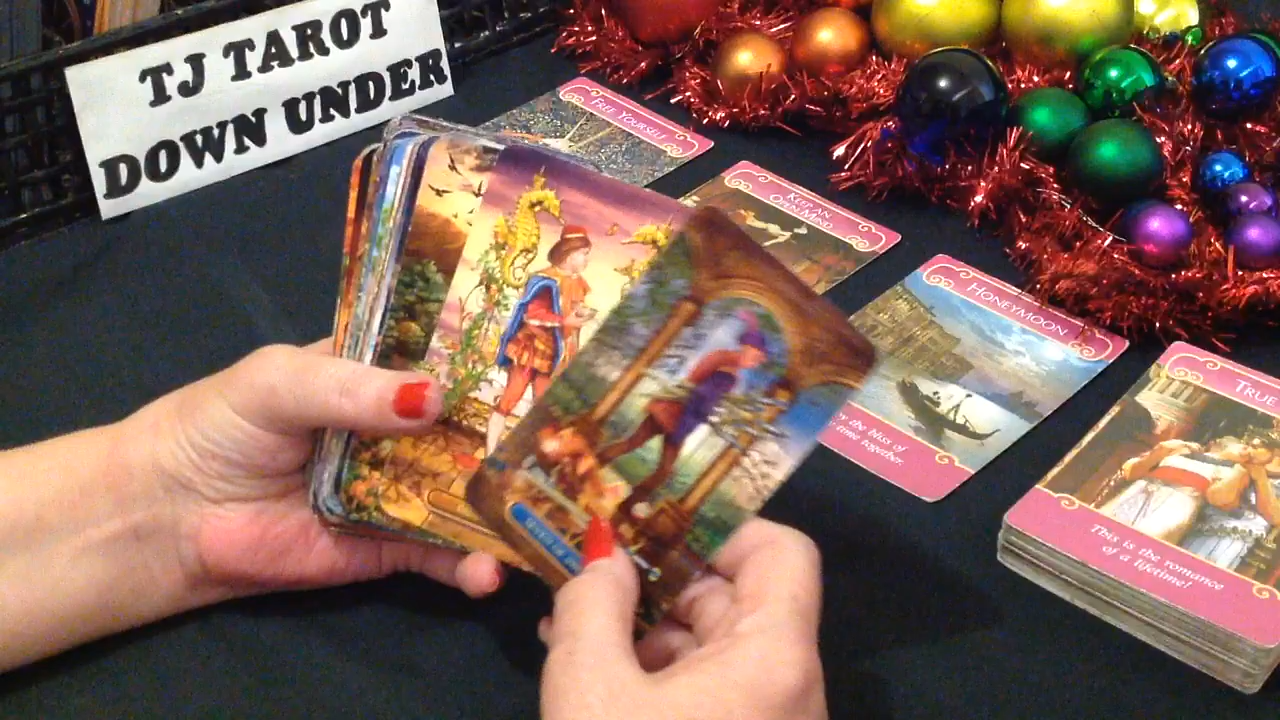 TJ TAROT
DOWN UNDER
FREE YOURSELF
KEEP AN
OPEN MIND
HONEYMOON
the bliss of
time together.
TRUE
This is the romance
of a lifetime!